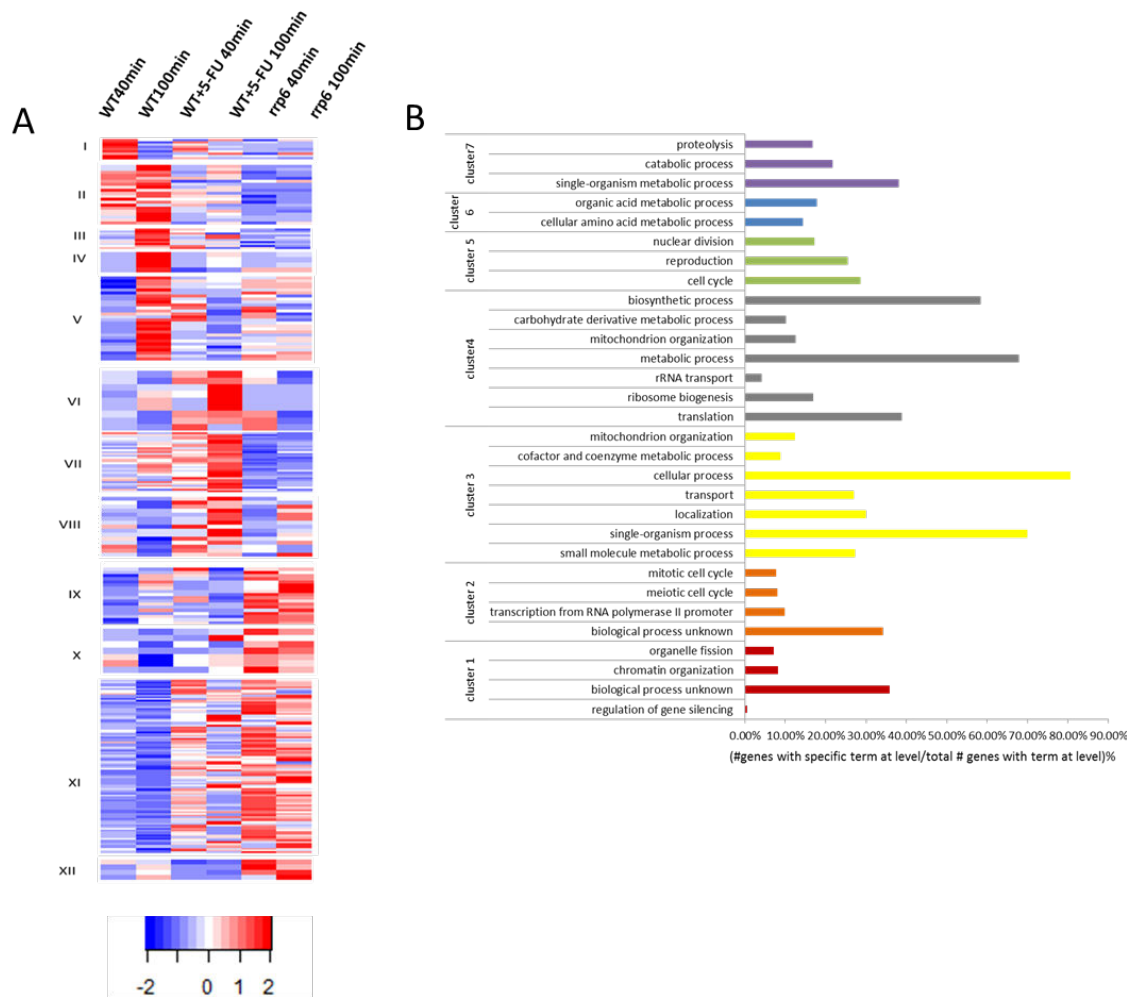 WT40min
WT100min
WT+5-FU 40min
WT+5-FU 100min
rrp6 40min
rrp6 100min
A
I
II
III
IV
V
VI
VII
VIII
IX
X
XI
XII
-2 0 1 2
B
cluster7
proteolysis
catabolic process
single-organism metabolic process
cluster 6
organic acid metabolic process
cellular amino acid metabolic process
cluster 5
nuclear division
reproduction
cell cycle
cluster4
biosynthetic process
carbohydrate derivative metabolic process
mitochondrion organization
metabolic process
rRNA transport
ribosome biogenesis
translation
cluster 3
mitochondrion organization
cofactor and coenzyme metabolic process
cellular process
transport
localization
single-organism process
small molecule metabolic process
cluster 2
mitotic cell cycle
meiotic cell cycle
transcription from RNA polymerase II promoter
biological process unknown
cluster 1
organelle fission
chromatin organization
biological process unknown
regulation of gene silencing
0.00% 10.00% 20.00% 30.00% 40.00% 50.00% 60.00% 70.00% 80.00% 90.00%
(#genes with specific term at level/total # genes with term at level)%